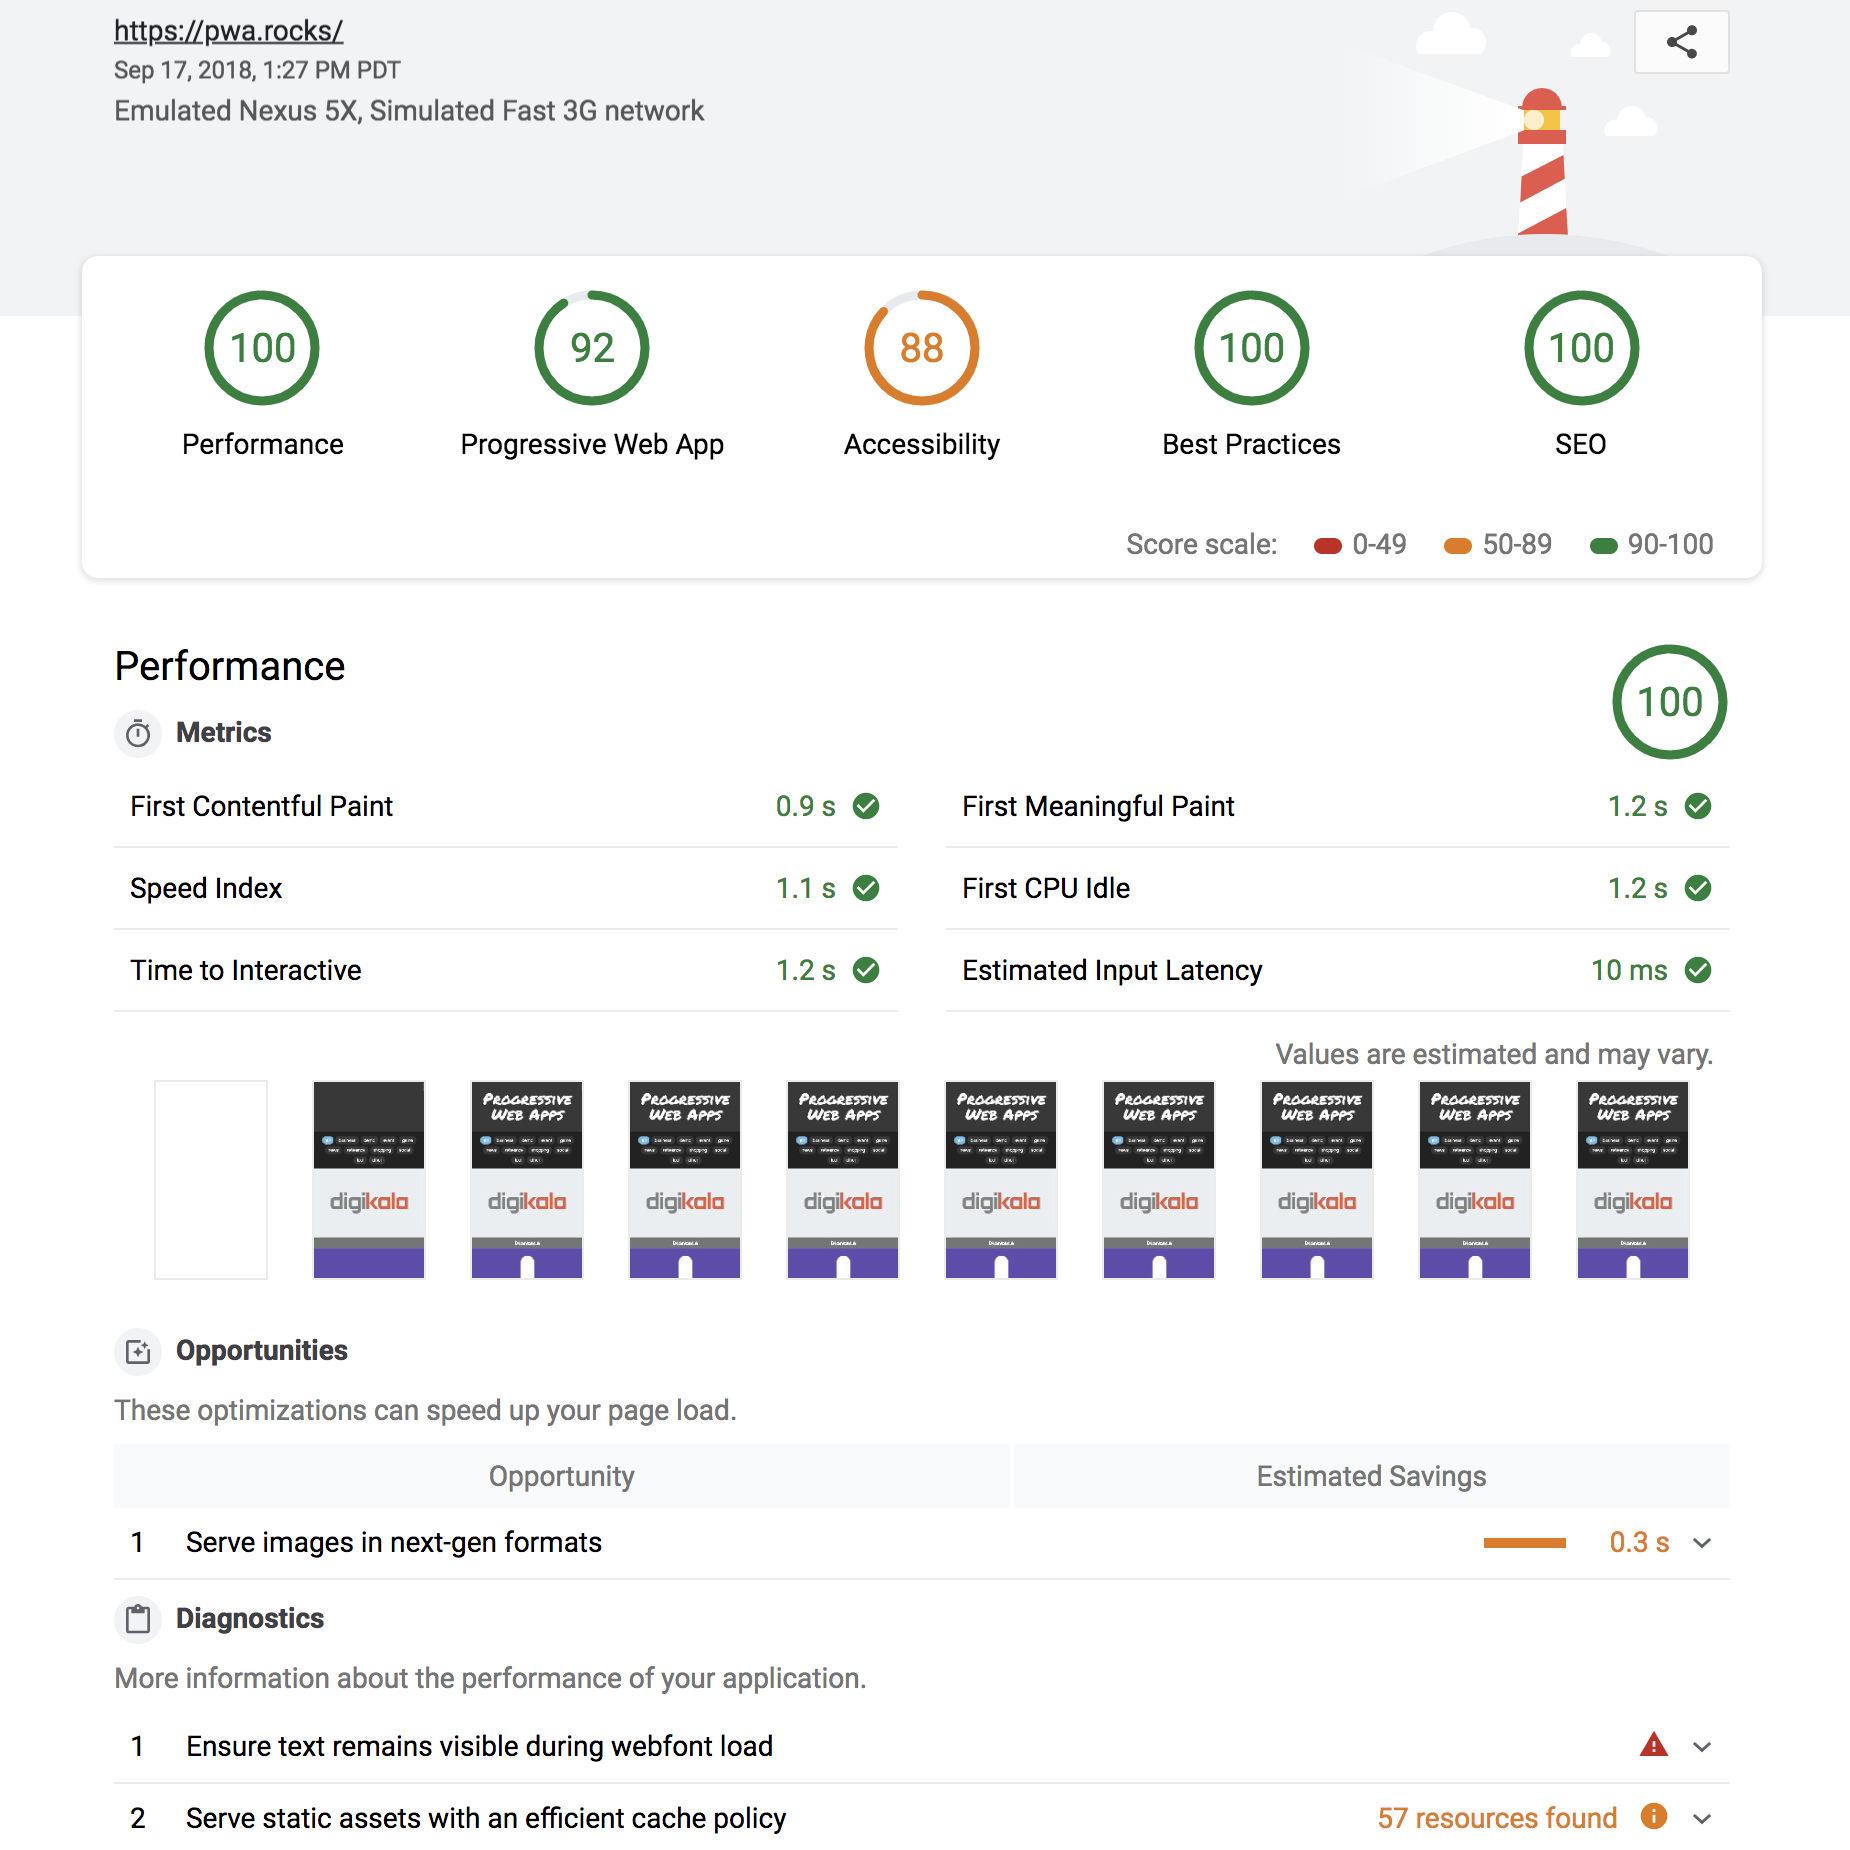 https://pwa.rocks/
Sep 17, 2018, 1:27 PM PDT
Emulated Nexus 5X, Simulated Fast 3G network
100 92 88 100 100
Performance Progressive Web App Accessibility Best Practices SEO
Score scale: 0-49 50-89 90-100
Performance
100
Metrics
First Contentful Paint 0.9 s First Meaningful Paint 1.2 s
Speed Index 1.1 s First CPU Idle 1.2 s
Time to Interactive 1.2 s Estimated Input Latency 10 ms
Values are estimated and may vary.
Progressive Progressive Progressive Progressive Progressive Progressive Progressive Progressive
Web Apps Web Apps Web Apps Web Apps Web Apps Web Apps Web Apps Web Apps
digikala digikala digikala digikala digikala digikala digikala digikala digikala
Opportunities
These optimizations can speed up your page load.
Opportunity Estimated Savings
1 Serve images in next-gen formats 0.3 s
Diagnostics
More information about the performance of your application.
1 Ensure text remains visible during webfont load
2 Serve static assets with an efficient cache policy 57 resources found